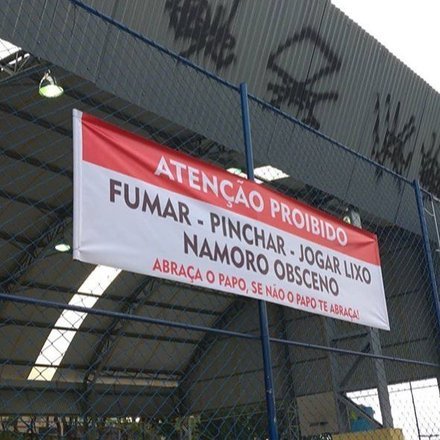 ATENÇÃO PROIBIDO
FUMAR - PINCHAR - JOGAR LIXO
NAMORO OBSCENO
ABRAÇA O PAPO, SE NÃO O PAPO TE ABRAÇA!